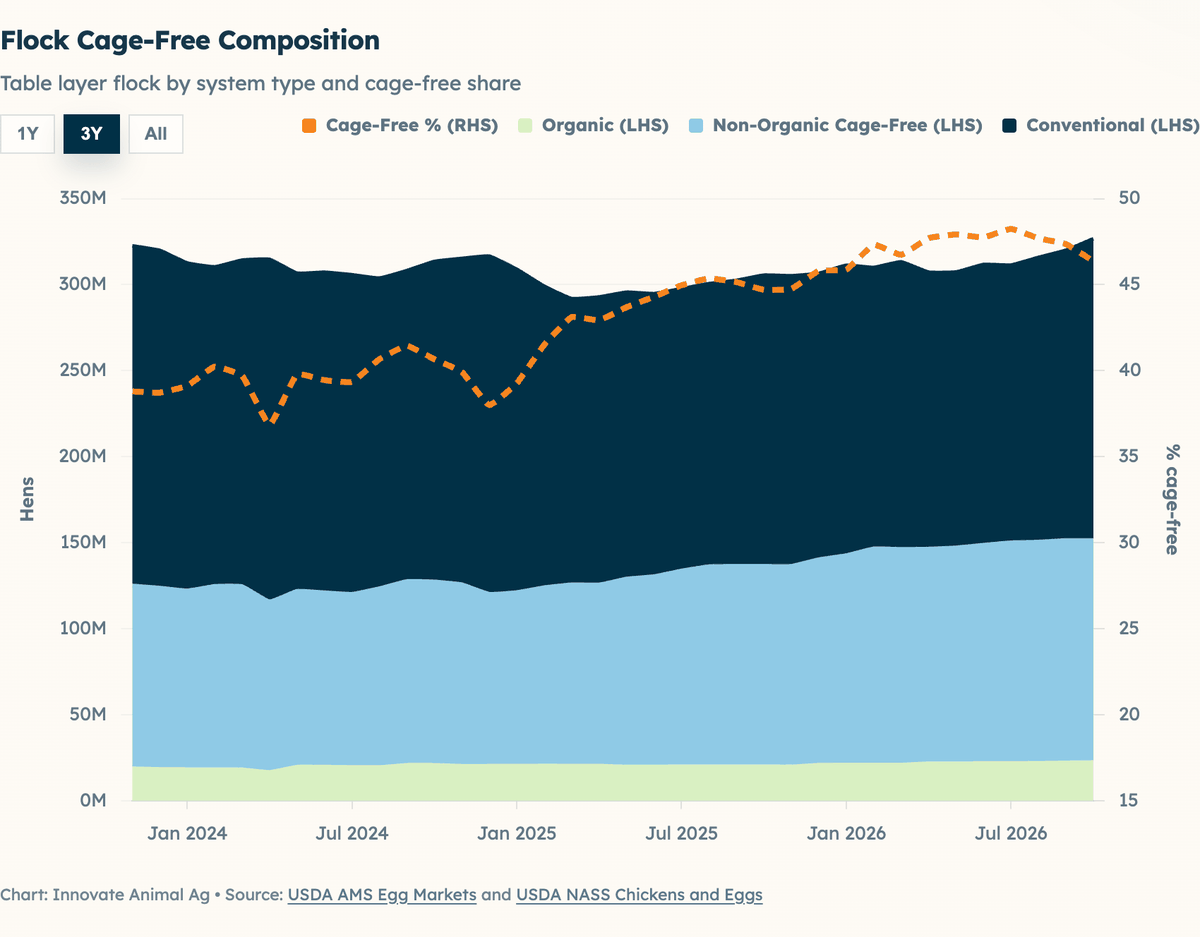 Flock Cage-Free Composition
Table layer flock by system type and cage-free share
1Y 3Y All
Cage-Free % (RHS) Organic (LHS) Non-Organic Cage-Free (LHS) Conventional (LHS)
350M 50
300M 45
250M 40
200M 35
150M 30
100M 25
50M 20
0M 15
Hens
% cage-free
Jan 2024 Jul 2024 Jan 2025 Jul 2025 Jan 2026 Jul 2026
Chart: Innovate Animal Ag • Source: USDA AMS Egg Markets and USDA NASS Chickens and Eggs